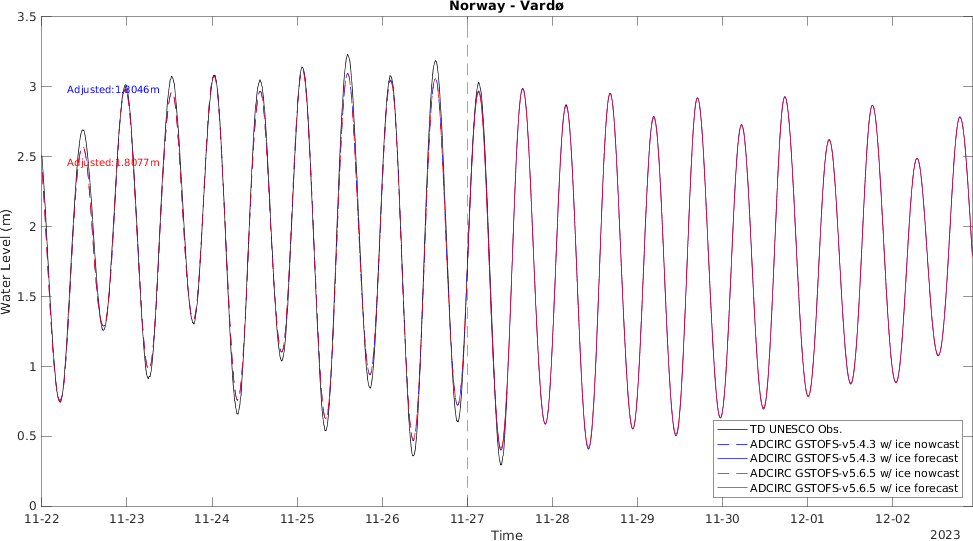 Norway - Vardø
3.5
3
2.5
2
1.5
1
0.5
0
Water Level (m)
Adjusted:1.8046m
Adjusted:1.8077m
TD UNESCO Obs.
ADCIRC GSTOFS-v5.4.3 w/ ice nowcast
ADCIRC GSTOFS-v5.4.3 w/ ice forecast
ADCIRC GSTOFS-v5.6.5 w/ ice nowcast
ADCIRC GSTOFS-v5.6.5 w/ ice forecast
11-22 11-23 11-24 11-25 11-26 11-27 11-28 11-29 11-30 12-01 12-02
Time
2023